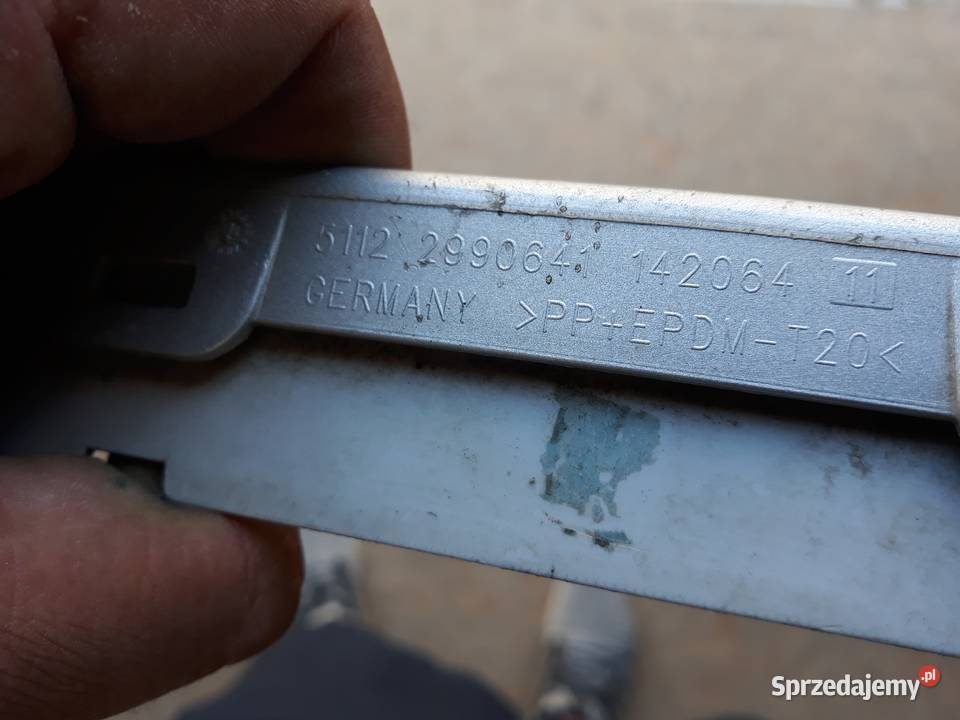 5112 2990641 142064 11
GERMANY >PP+EPDM-T20<
Sprzedajemy.pl